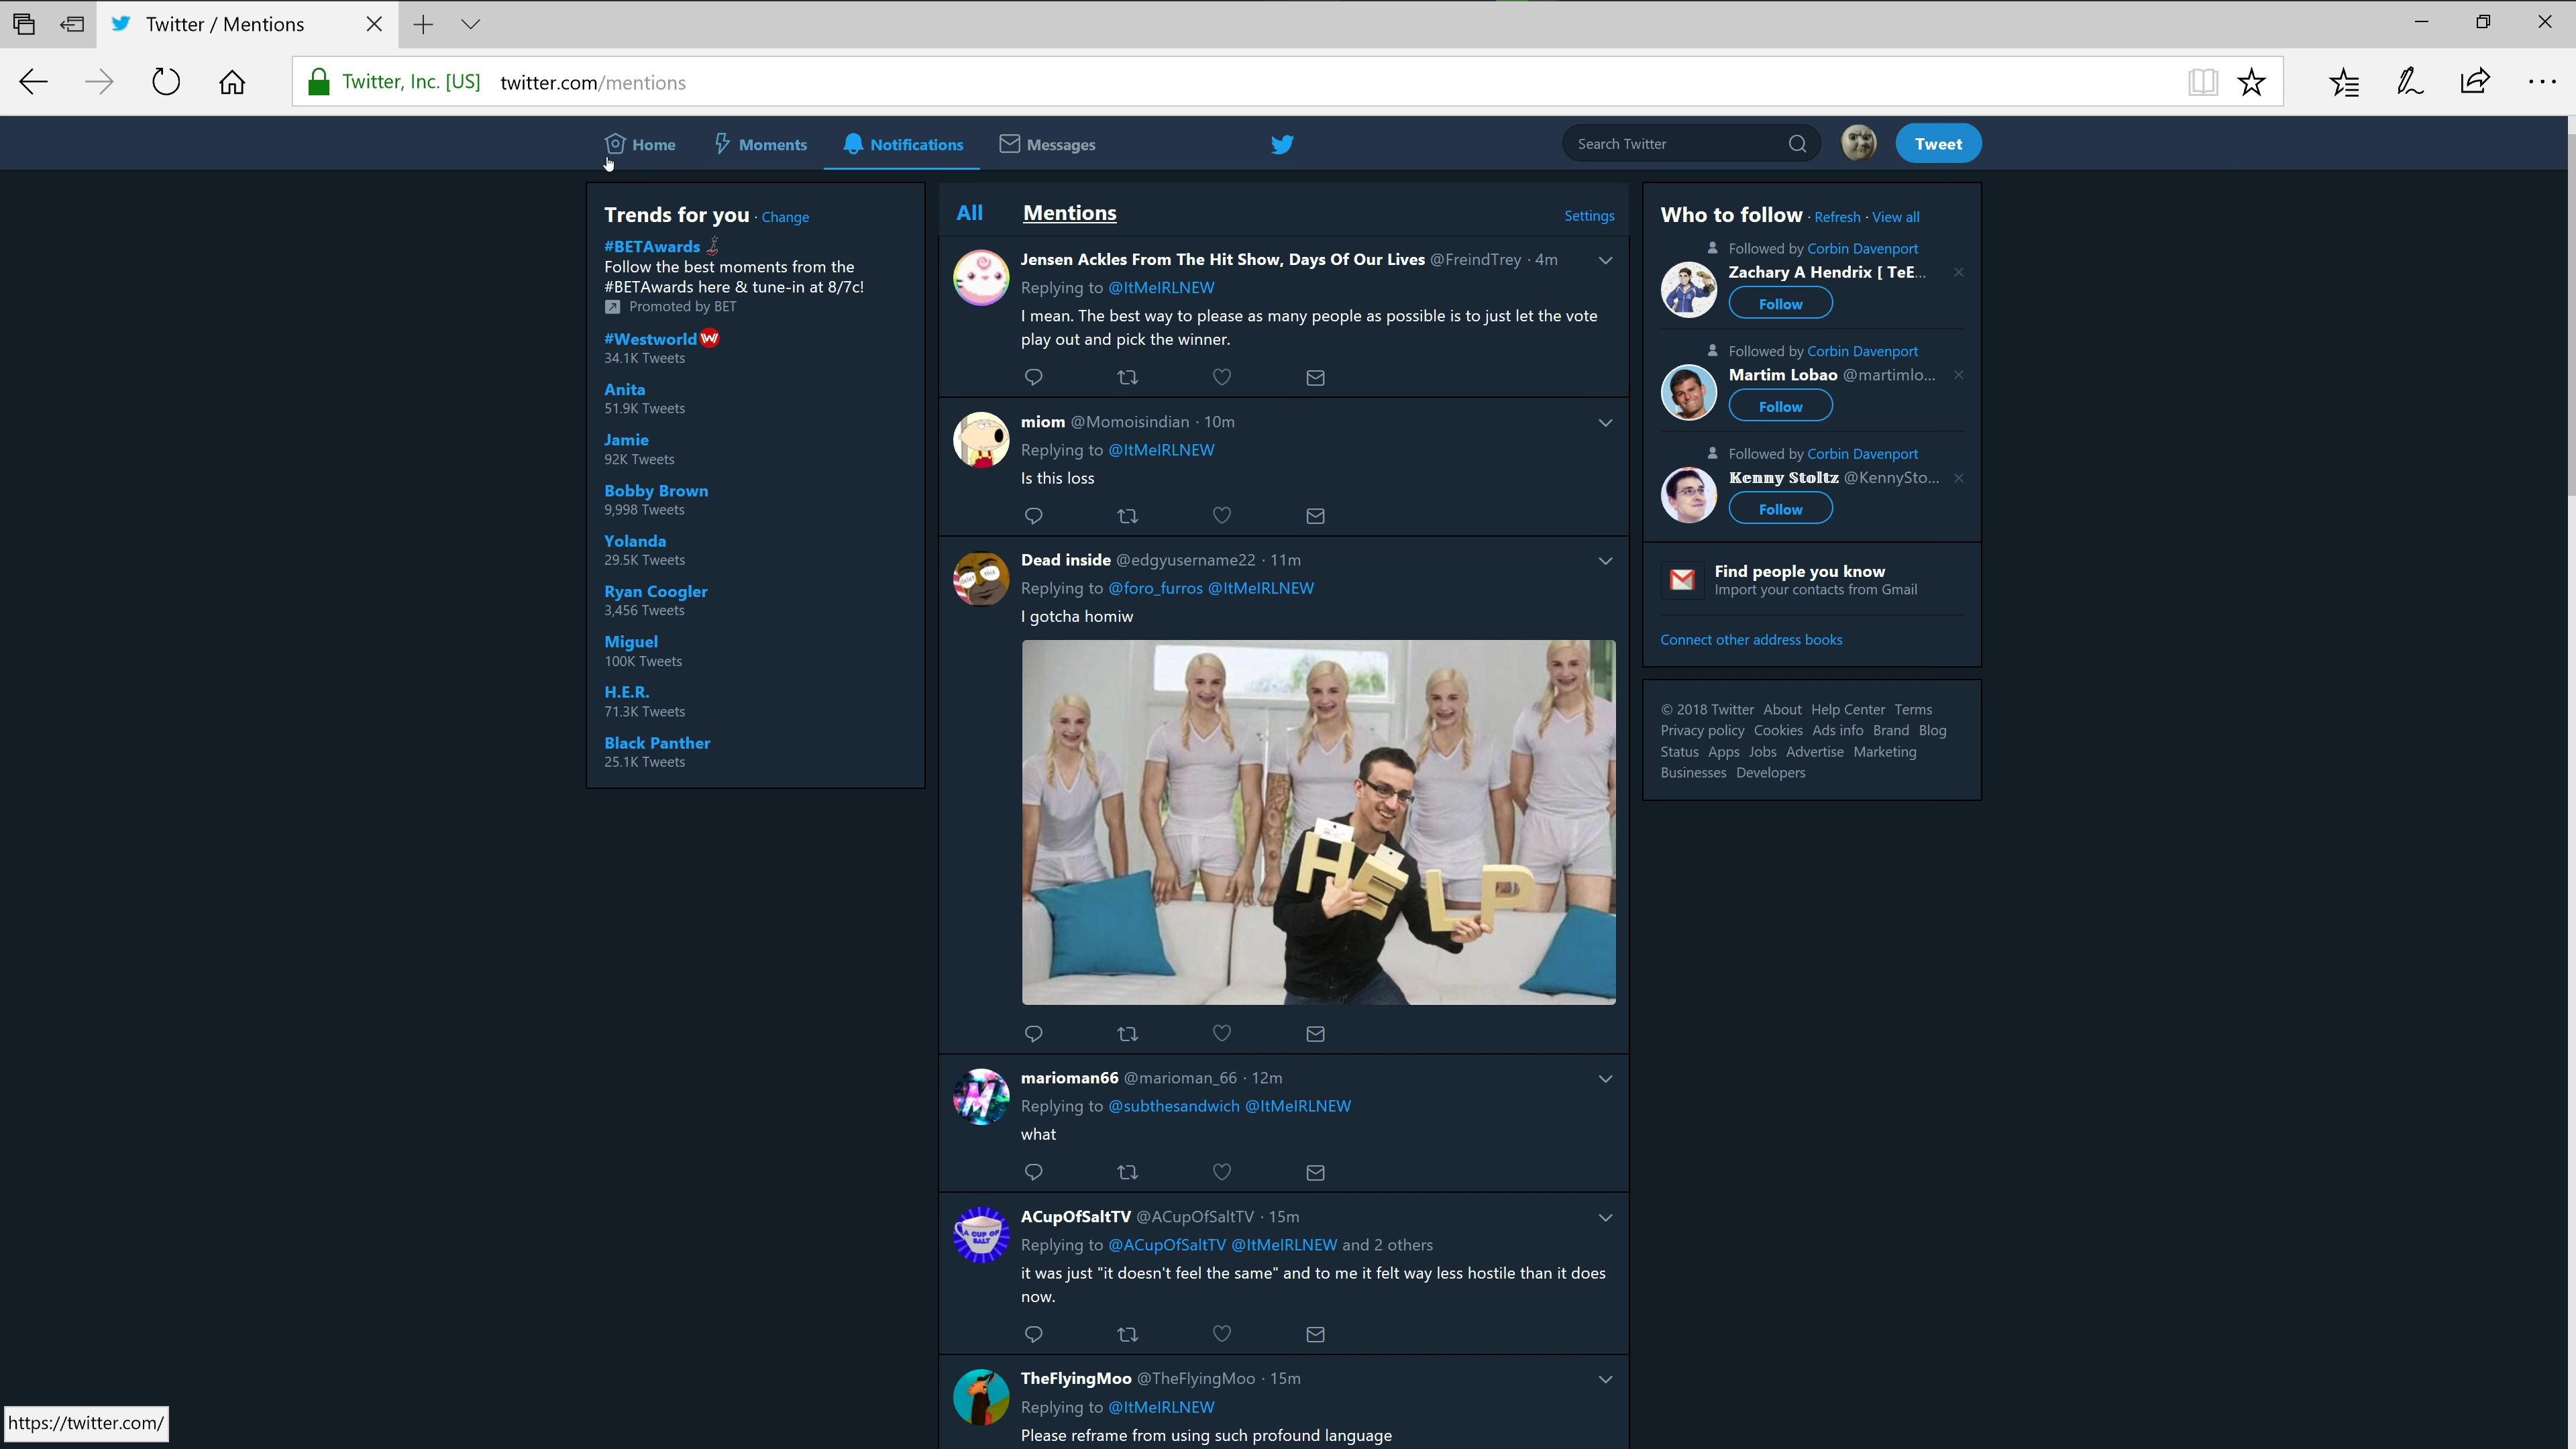 Twitter / Mentions
Twitter, Inc. [US] twitter.com/mentions
Home Moments Notifications Messages Search Twitter Tweet
Trends for you · Change
#BETAwards
Follow the best moments from the
#BETAwards here & tune-in at 8/7c!
Promoted by BET
#Westworld
34.1K Tweets
Anita
51.9K Tweets
Jamie
92K Tweets
Bobby Brown
9,998 Tweets
Yolanda
29.5K Tweets
Ryan Coogler
3,456 Tweets
Miguel
100K Tweets
H.E.R.
71.3K Tweets
Black Panther
25.1K Tweets
All Mentions Settings
Jensen Ackles From The Hit Show, Days Of Our Lives @FreindTrey · 4m
Replying to @ItMeIRLNEW
I mean. The best way to please as many people as possible is to just let the vote
play out and pick the winner.
miom @Momoisindian · 10m
Replying to @ItMeIRLNEW
Is this loss
Dead inside @edgyusername22 · 11m
Replying to @foro_furros @ItMeIRLNEW
I gotcha homiw
HELP
marioman66 @marioman_66 · 12m
Replying to @subthesandwich @ItMeIRLNEW
what
M
ACupOfSaltTV @ACupOfSaltTV · 15m
A CUP OF
SALT
Replying to @ACupOfSaltTV @ItMeIRLNEW and 2 others
it was just "it doesn't feel the same" and to me it felt way less hostile than it does
now.
TheFlyingMoo @TheFlyingMoo · 15m
Replying to @ItMeIRLNEW
Please reframe from using such profound language
Who to follow · Refresh · View all
Followed by Corbin Davenport
Zachary A Hendrix [ TeE...
Follow
Followed by Corbin Davenport
Martim Lobao @martimlo...
Follow
Followed by Corbin Davenport
𝕂𝕖𝕟𝕟𝕪 𝕊𝕥𝕠𝕝𝕥𝕫 @KennySto...
Follow
Find people you know
Import your contacts from Gmail
Connect other address books
© 2018 Twitter About Help Center Terms
Privacy policy Cookies Ads info Brand Blog
Status Apps Jobs Advertise Marketing
Businesses Developers
https://twitter.com/